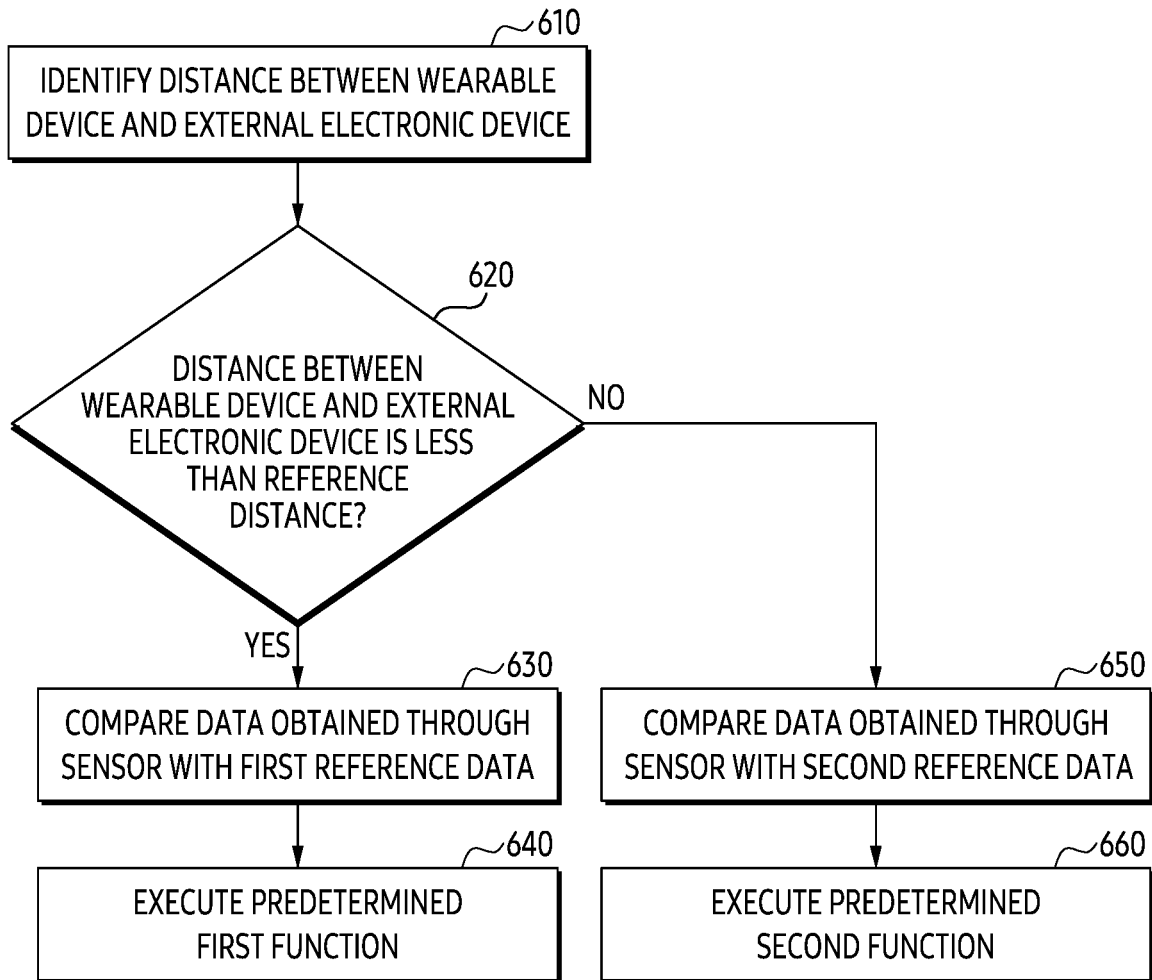 610
IDENTIFY DISTANCE BETWEEN WEARABLE
DEVICE AND EXTERNAL ELECTRONIC DEVICE
620
DISTANCE BETWEEN
WEARABLE DEVICE AND EXTERNAL
ELECTRONIC DEVICE IS LESS
THAN REFERENCE
DISTANCE?
NO
YES
630
COMPARE DATA OBTAINED THROUGH
SENSOR WITH FIRST REFERENCE DATA
650
COMPARE DATA OBTAINED THROUGH
SENSOR WITH SECOND REFERENCE DATA
640
EXECUTE PREDETERMINED
FIRST FUNCTION
660
EXECUTE PREDETERMINED
SECOND FUNCTION